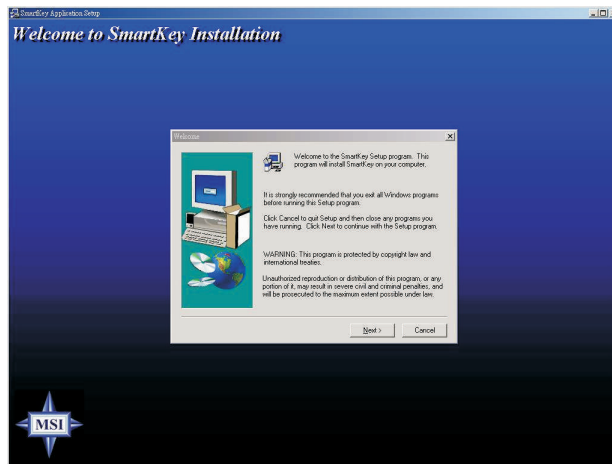 SmartKey Application Setup
Welcome to SmartKey Installation
Welcome
Welcome to the SmartKey Setup program. This
program will install SmartKey on your computer.
It is strongly recommended that you exit all Windows programs
before running this Setup program.
Click Cancel to quit Setup and then close any programs you
have running. Click Next to continue with the Setup program.
WARNING: This program is protected by copyright law and
international treaties.
Unauthorized reproduction or distribution of this program, or any
portion of it, may result in severe civil and criminal penalties, and
will be prosecuted to the maximum extent possible under law.
Next >
Cancel
MSI